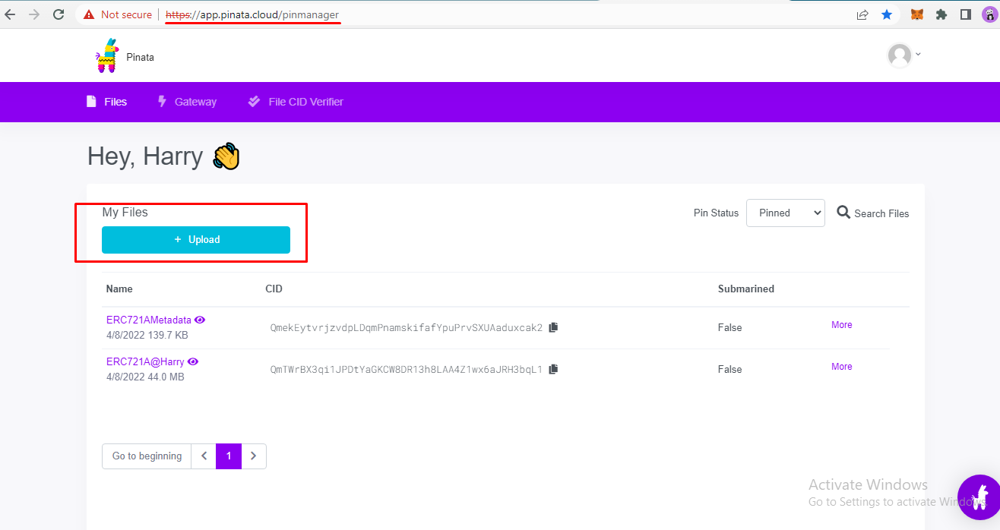 Not secure https://app.pinata.cloud/pinmanager
Pinata
Files Gateway File CID Verifier
Hey, Harry
My Files
Pin Status Pinned Search Files
+ Upload
Name CID Submarined
ERC721AMetadata
QmekEytvrjzvdpLDqmPnamskifafYpuPrvSXUAaduxcak2 False More
4/8/2022 139.7 KB
ERC721A@Harry
QmTWrBX3qi1JPDtYaGKCW8DR13h8LAA4Z1wx6aJRH3bqL1 False More
4/8/2022 44.0 MB
Go to beginning 1
Activate Windows
Go to Settings to activate Windows.